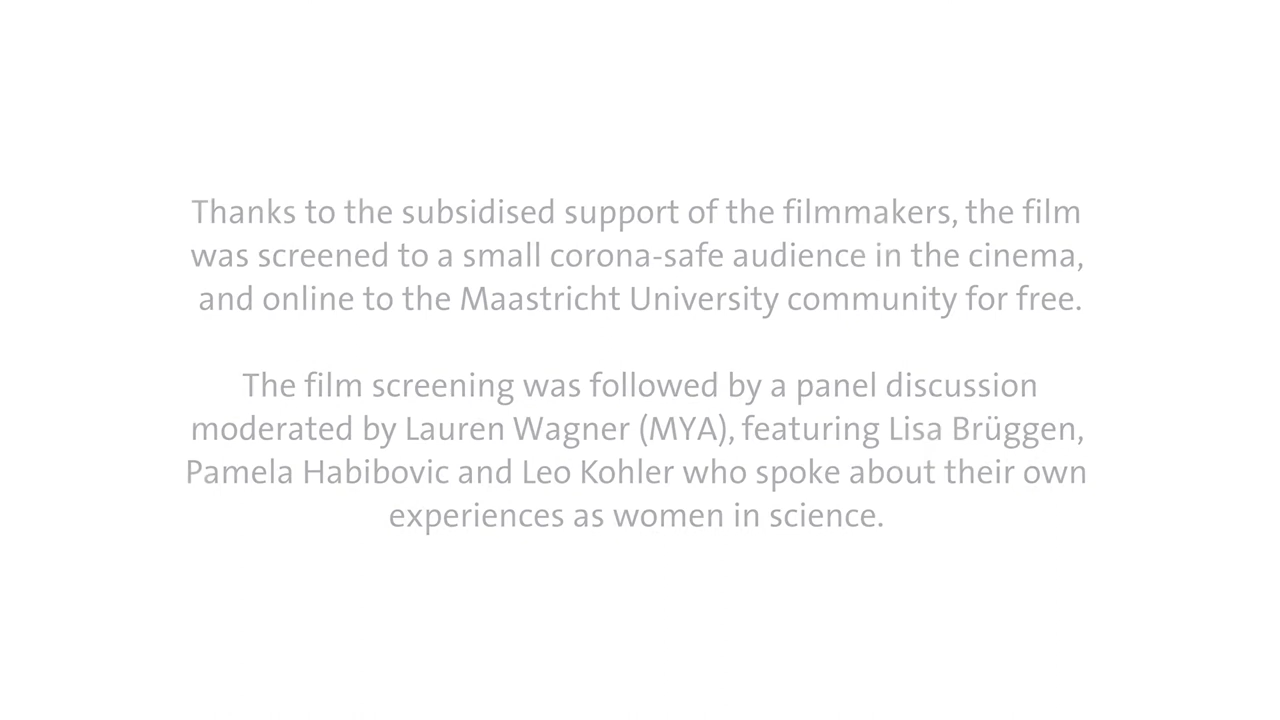 Thanks to the subsidised support of the filmmakers, the film
was screened to a small corona-safe audience in the cinema,
and online to the Maastricht University community for free.
The film screening was followed by a panel discussion
moderated by Lauren Wagner (MYA), featuring Lisa Brüggen,
Pamela Habibovic and Leo Kohler who spoke about their own
experiences as women in science.